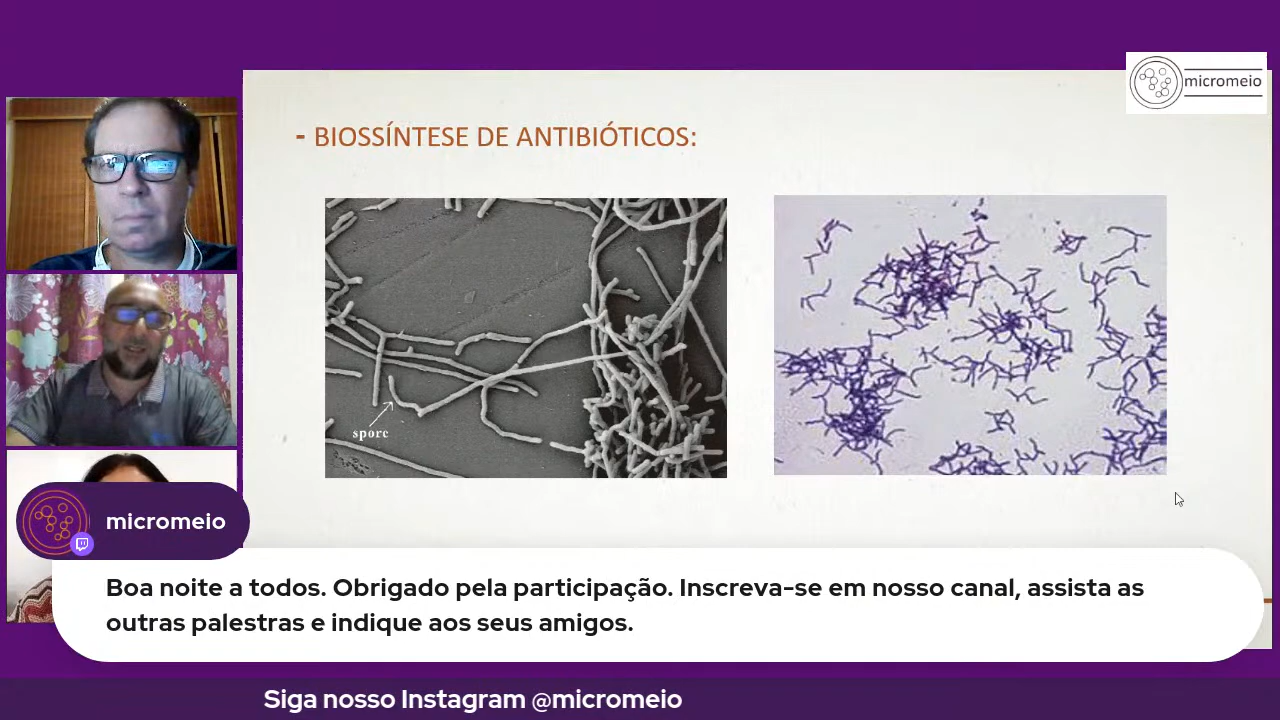 micromeio
- BIOSSÍNTESE DE ANTIBIÓTICOS:
spore
micromeio
Boa noite a todos. Obrigado pela participação. Inscreva-se em nosso canal, assista as
outras palestras e indique aos seus amigos.
Siga nosso Instagram @micromeio